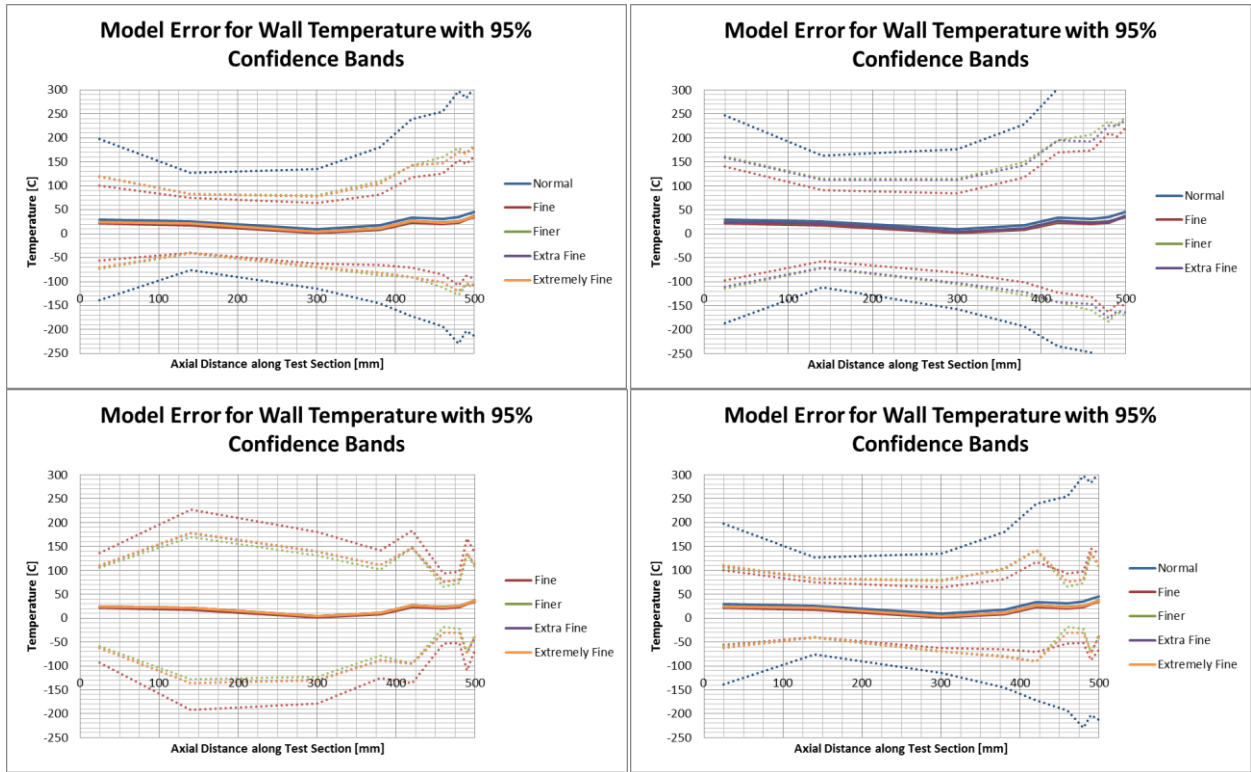 Model Error for Wall Temperature with 95%
Confidence Bands
300
250
200
150
100
50
0
-50
-100
-150
-200
-250
0
100
200
300
400
500
Temperature [C]
Axial Distance along Test Section [mm]
Normal
Fine
Finer
Extra Fine
Extremely Fine
Model Error for Wall Temperature with 95%
Confidence Bands
300
250
200
150
100
50
0
-50
-100
-150
-200
-250
0
100
200
300
400
500
Temperature [C]
Axial Distance along Test Section [mm]
Normal
Fine
Finer
Extra Fine
Model Error for Wall Temperature with 95%
Confidence Bands
300
250
200
150
100
50
0
-50
-100
-150
-200
-250
0
100
200
300
400
500
Temperature [C]
Axial Distance along Test Section [mm]
Fine
Finer
Extra Fine
Extremely Fine
Model Error for Wall Temperature with 95%
Confidence Bands
300
250
200
150
100
50
0
-50
-100
-150
-200
-250
0
100
200
300
400
500
Temperature [C]
Axial Distance along Test Section [mm]
Normal
Fine
Finer
Extra Fine
Extremely Fine